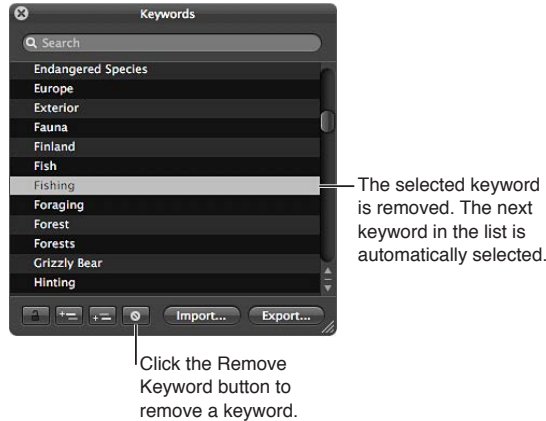 Keywords
Search
Endangered Species
Europe
Exterior
Fauna
Finland
Fish
Fishing
Foraging
Forest
Forests
Grizzly Bear
Hinting
Import...
Export...
The selected keyword
is removed. The next
keyword in the list is
automatically selected.
Click the Remove
Keyword button to
remove a keyword.